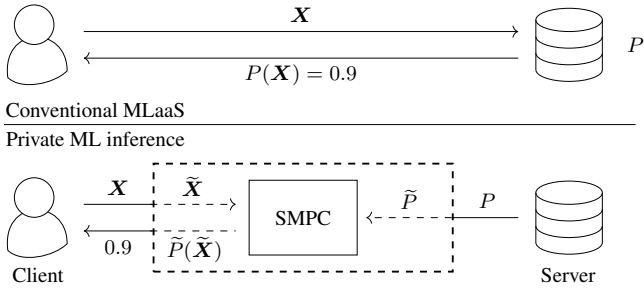 X
P
P(X) = 0.9
Conventional MLaaS
Private ML inference
X X̃ P̃ P
SMPC
0.9 P̃(X̃)
Client Server